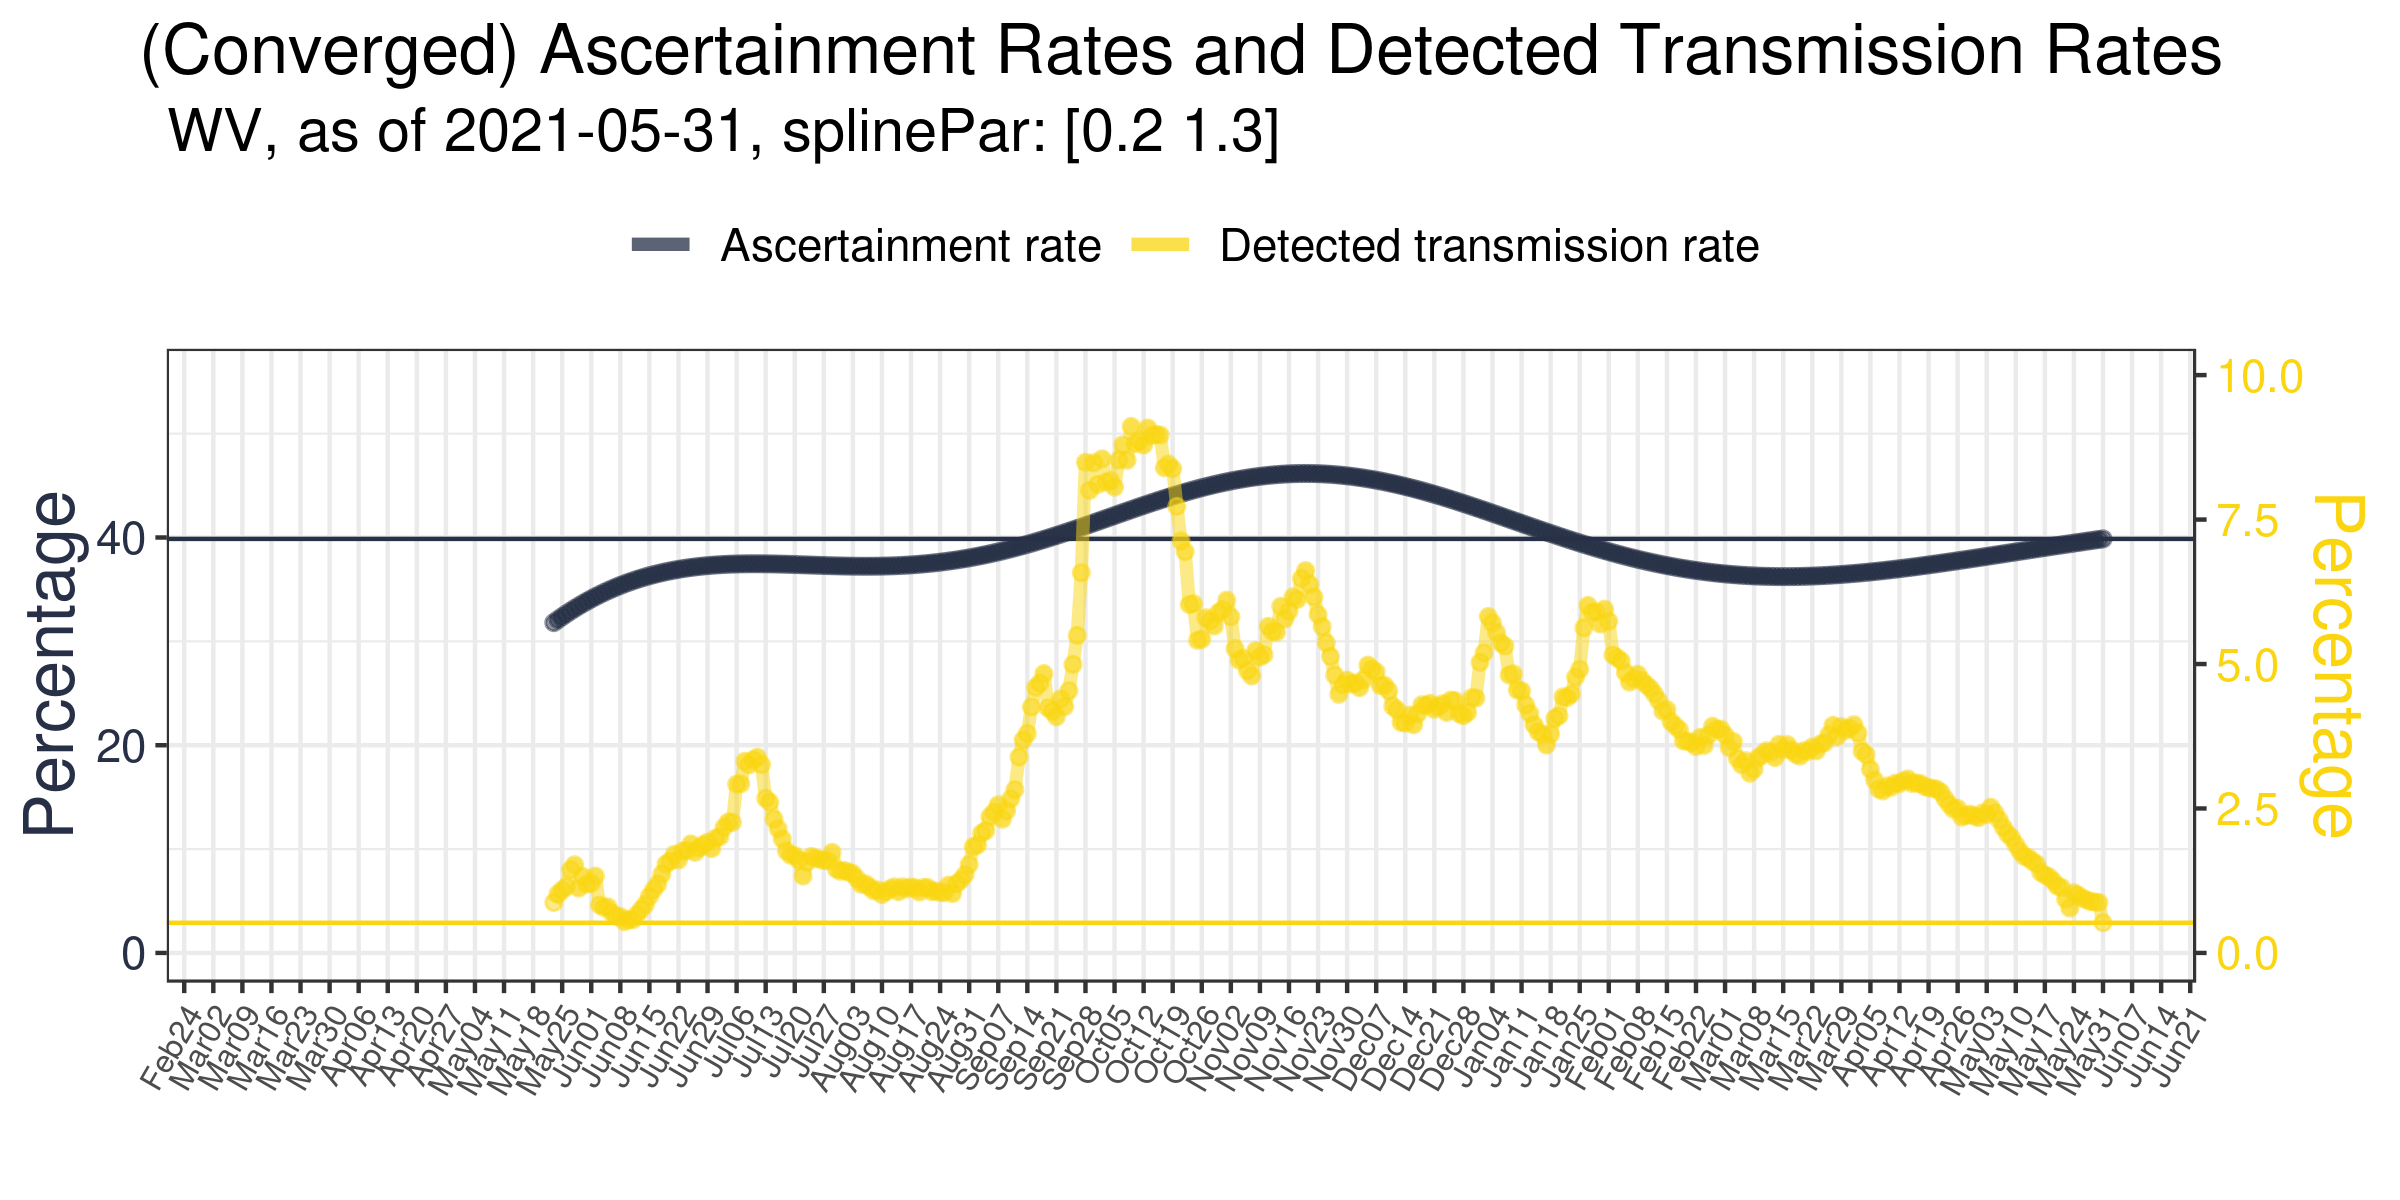 (Converged) Ascertainment Rates and Detected Transmission Rates
WV, as of 2021-05-31, splinePar: [0.2 1.3]
Ascertainment rate
Detected transmission rate
Percentage
40
20
0
10.0
7.5
5.0
2.5
0.0
Percentage
Feb24
Mar02
Mar09
Mar16
Mar23
Mar30
Apr06
Apr13
Apr20
Apr27
May04
May11
May18
May25
Jun01
Jun08
Jun15
Jun22
Jun29
Jul06
Jul13
Jul20
Jul27
Aug03
Aug10
Aug17
Aug24
Aug31
Sep07
Sep14
Sep21
Sep28
Oct05
Oct12
Oct19
Oct26
Nov02
Nov09
Nov16
Nov23
Nov30
Dec07
Dec14
Dec21
Dec28
Jan04
Jan11
Jan18
Jan25
Feb01
Feb08
Feb15
Feb22
Mar01
Mar08
Mar15
Mar22
Mar29
Apr05
Apr12
Apr19
Apr26
May03
May10
May17
May24
May31
Jun07
Jun14
Jun21